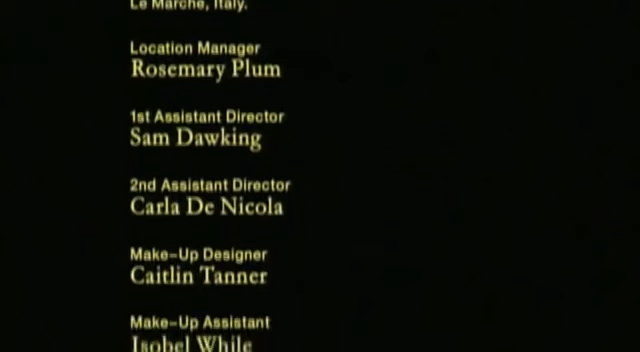 Le Marche, Italy.
Location Manager
Rosemary Plum
1st Assistant Director
Sam Dawking
2nd Assistant Director
Carla De Nicola
Make-Up Designer
Caitlin Tanner
Make-Up Assistant
Isobel While